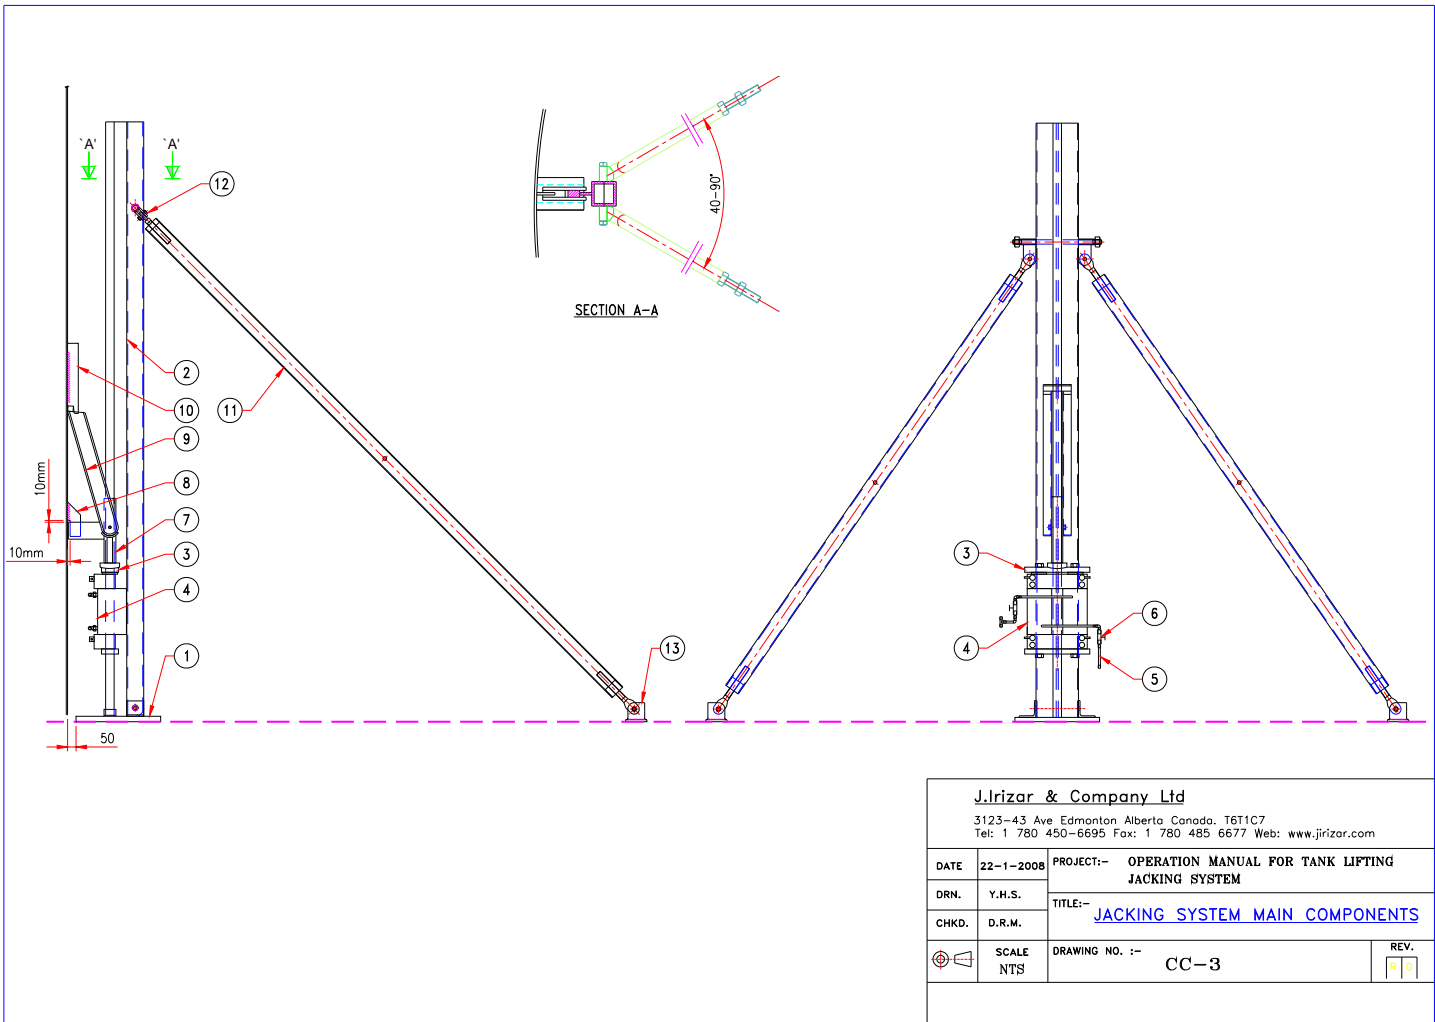 `A'
`A'
12
2
10
11
9
8
10mm
7
10mm
3
4
1
13
50
40-90°
SECTION A-A
3
4
6
5
J.Irizar & Company Ltd
3123-43 Ave Edmonton Alberta Canada. T6T1C7
Tel: 1 780 450-6695 Fax: 1 780 485 6677 Web: www.jirizar.com
DATE 22-1-2008
PROJECT:- OPERATION MANUAL FOR TANK LIFTING
JACKING SYSTEM
DRN. Y.H.S.
TITLE:- JACKING SYSTEM MAIN COMPONENTS
CHKD. D.R.M.
SCALE
NTS
DRAWING NO. :- CC-3
REV.
R 0